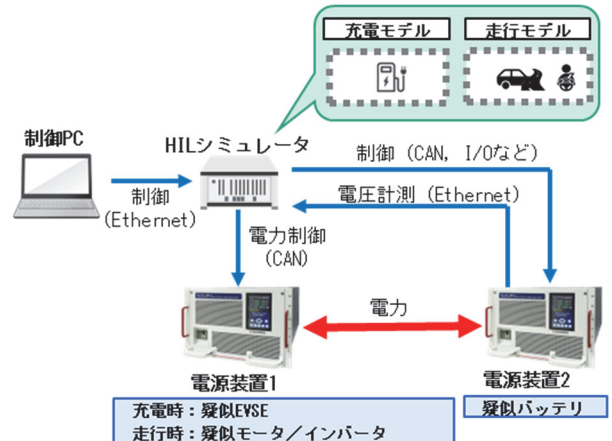 充電モデル
走行モデル
制御PC
HILシミュレータ
制御 (CAN, I/Oなど)
制御
(Ethernet)
電圧計測 (Ethernet)
電力制御
(CAN)
電力
電源装置1
電源装置2
充電時：疑似EVSE
走行時：疑似モータ／インバータ
疑似バッテリ